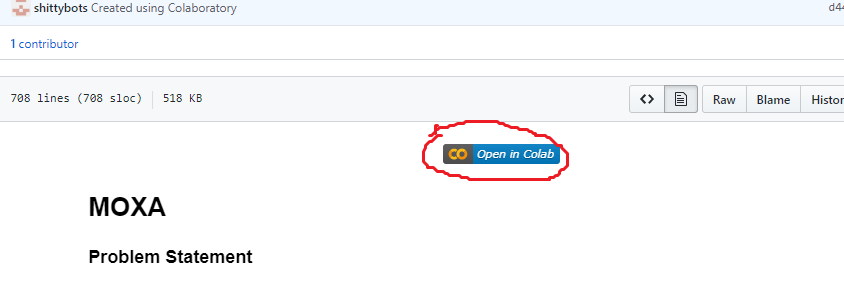 shittybots Created using Colaboratory d44
1 contributor
708 lines (708 sloc) 518 KB
<> Raw Blame Histor
CO Open in Colab
MOXA
Problem Statement